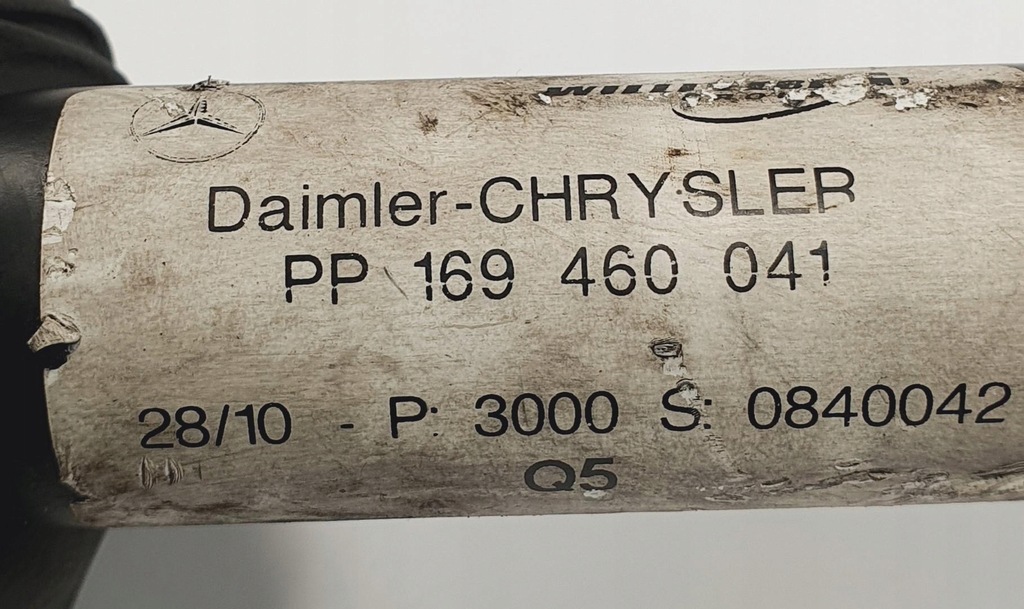 Daimler-CHRYSLER
PP 169 460 041
28/10 - P: 3000 S: 0840042
Q5